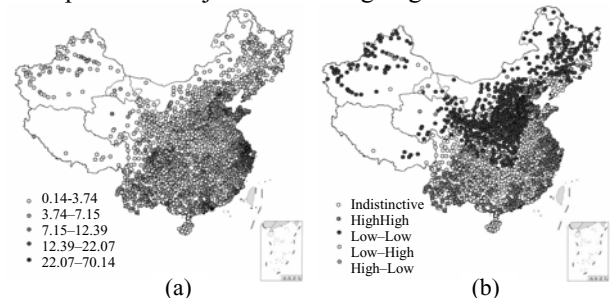 0.14-3.74
3.74–7.15
7.15–12.39
12.39–22.07
22.07–70.14
(a)
Indistinctive
HighHigh
Low–Low
Low–High
High–Low
(b)